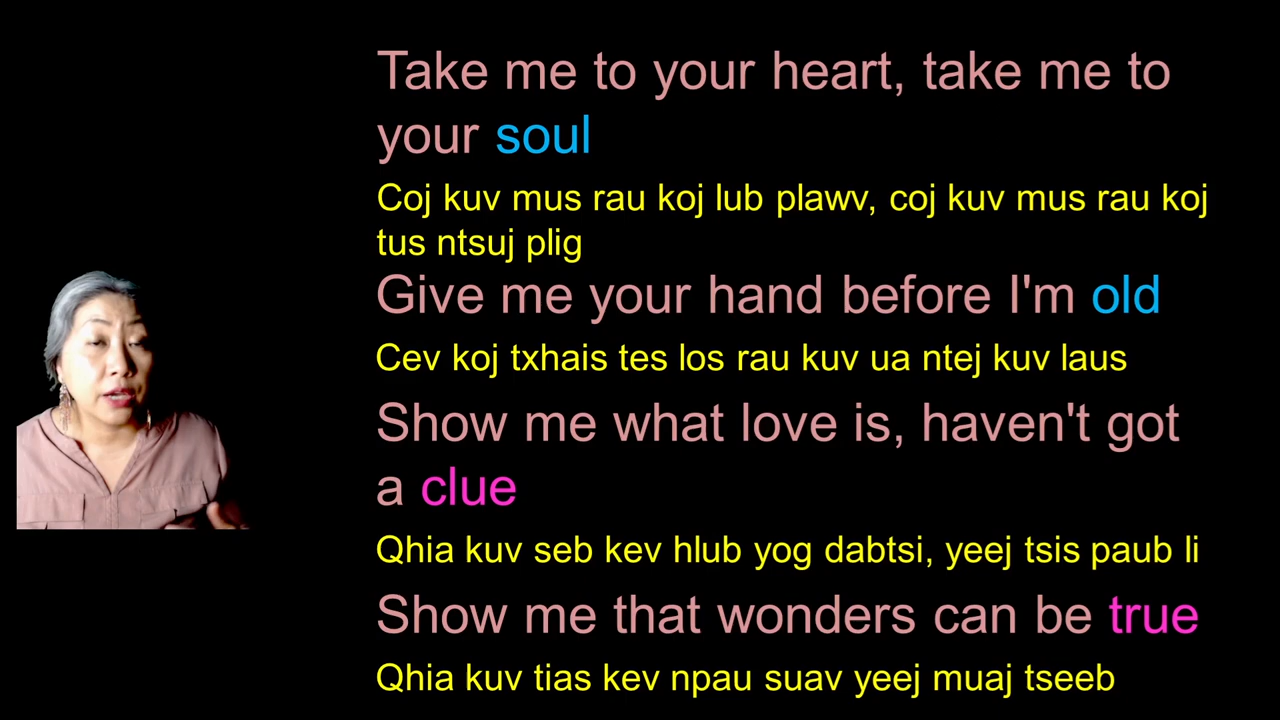 Take me to your heart, take me to
your soul
Coj kuv mus rau koj lub plawv, coj kuv mus rau koj
tus ntsuj plig
Give me your hand before I'm old
Cev koj txhais tes los rau kuv ua ntej kuv laus
Show me what love is, haven't got
a clue
Qhia kuv seb kev hlub yog dabtsi, yeej tsis paub li
Show me that wonders can be true
Qhia kuv tias kev npau suav yeej muaj tseeb